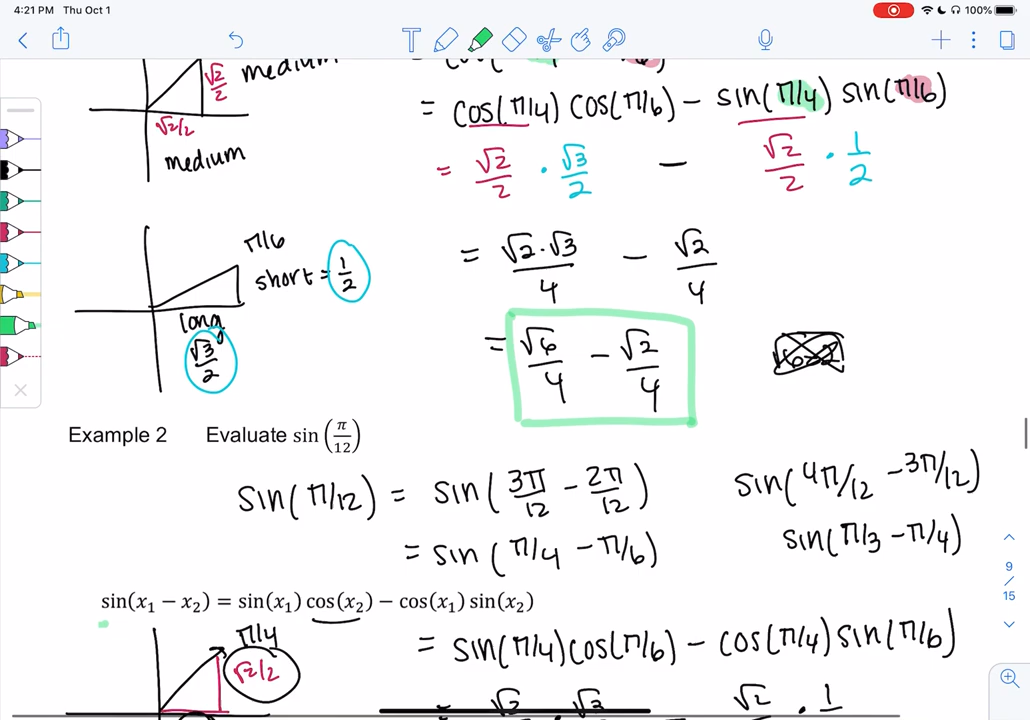 4:21 PM Thu Oct 1
100%
√2/2 medium
√2/2
medium
= cos(π/4) cos(π/6) − sin(π/4) sin(π/6)
= √2/2 · √3/2 − √2/2 · 1/2
π/6
short = 1/2
long
√3/2
= √2·√3/4 − √2/4
= √6/4 − √2/4
Example 2 Evaluate sin(π/12)
sin(π/12) = sin(3π/12 − 2π/12)
= sin(π/4 − π/6)
sin(4π/12 − 3π/12)
sin(π/3 − π/4)
sin(x₁ − x₂) = sin(x₁) cos(x₂) − cos(x₁) sin(x₂)
π/4
√2/2
= sin(π/4)cos(π/6) − cos(π/4)sin(π/6)
9
/
15